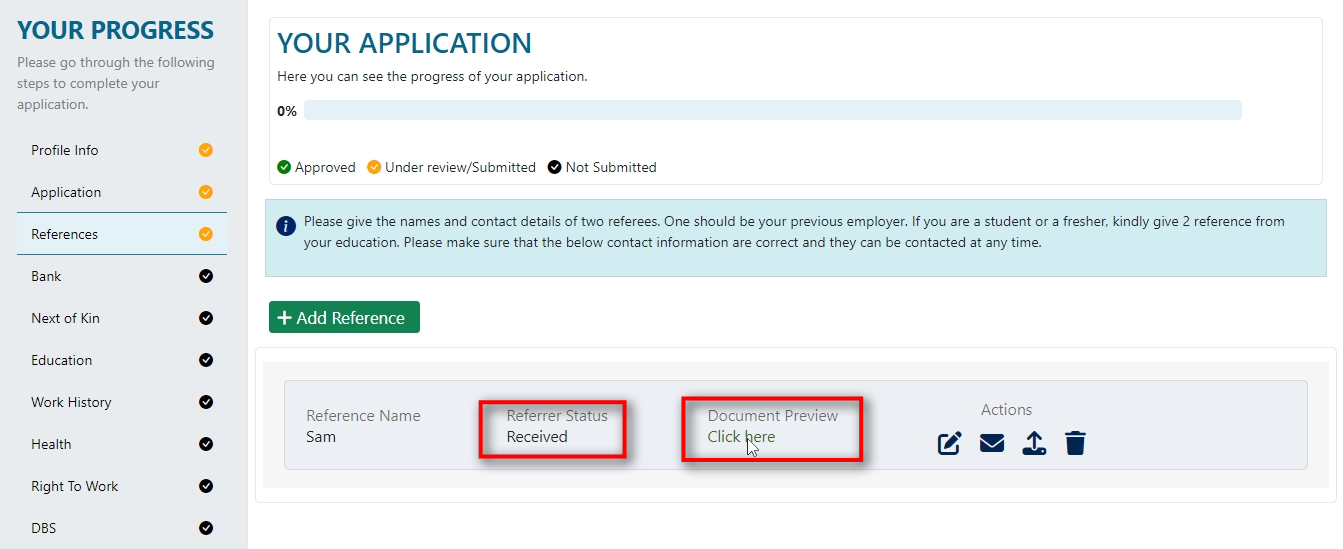 YOUR PROGRESS
Please go through the following
steps to complete your
application.
Profile Info
Application
References
Bank
Next of Kin
Education
Work History
Health
Right To Work
DBS
YOUR APPLICATION
Here you can see the progress of your application.
0%
Approved Under review/Submitted Not Submitted
Please give the names and contact details of two referees. One should be your previous employer. If you are a student or a fresher, kindly give 2 reference from
your education. Please make sure that the below contact information are correct and they can be contacted at any time.
+ Add Reference
Reference Name
Sam
Referrer Status
Received
Document Preview
Click here
Actions